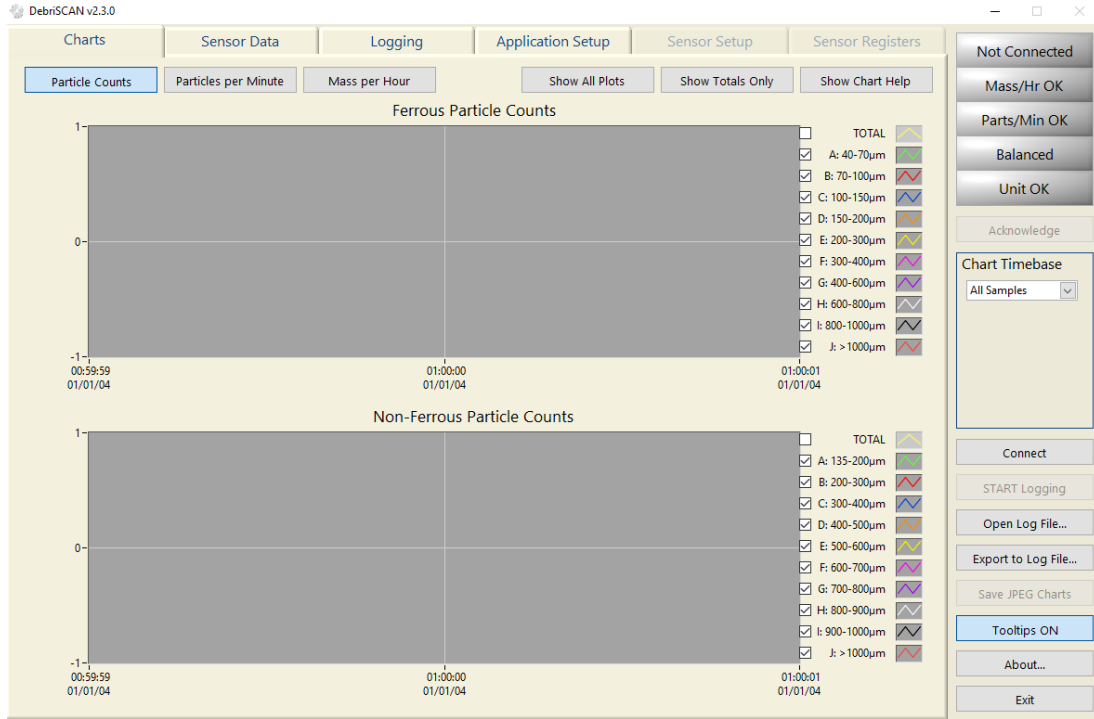 DebriSCAN v2.3.0
Charts
Sensor Data
Logging
Application Setup
Sensor Setup
Sensor Registers
Particle Counts
Particles per Minute
Mass per Hour
Show All Plots
Show Totals Only
Show Chart Help
Ferrous Particle Counts
1
0
-1
00:59:59
01/01/04
01:00:00
01/01/04
01:00:01
01/01/04
TOTAL
A: 40-70µm
B: 70-100µm
C: 100-150µm
D: 150-200µm
E: 200-300µm
F: 300-400µm
G: 400-600µm
H: 600-800µm
I: 800-1000µm
J: >1000µm
Non-Ferrous Particle Counts
1
0
-1
00:59:59
01/01/04
01:00:00
01/01/04
01:00:01
01/01/04
TOTAL
A: 135-200µm
B: 200-300µm
C: 300-400µm
D: 400-500µm
E: 500-600µm
F: 600-700µm
G: 700-800µm
H: 800-900µm
I: 900-1000µm
J: >1000µm
Not Connected
Mass/Hr OK
Parts/Min OK
Balanced
Unit OK
Acknowledge
Chart Timebase
All Samples
Connect
START Logging
Open Log File...
Export to Log File...
Save JPEG Charts
Tooltips ON
About...
Exit